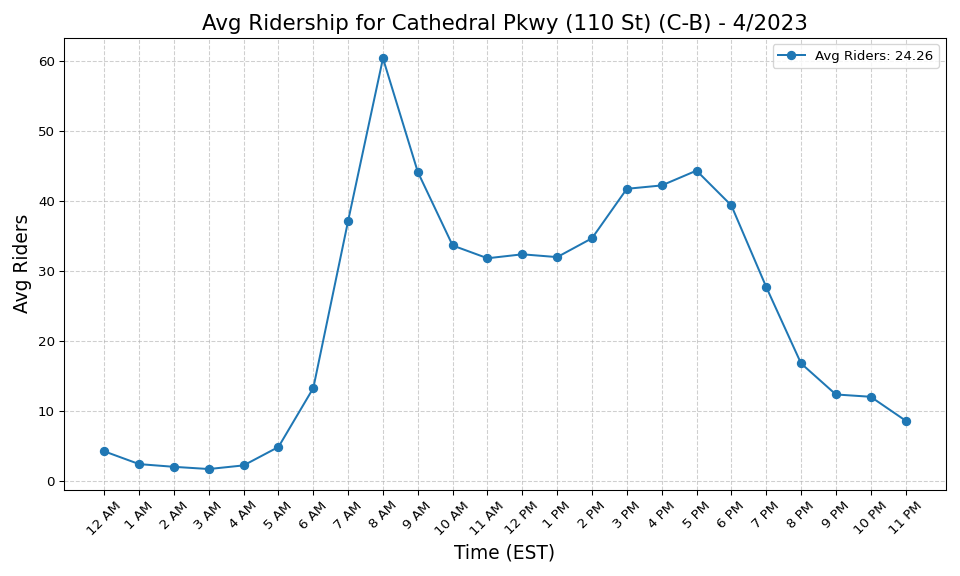 Avg Ridership for Cathedral Pkwy (110 St) (C-B) - 4/2023
Avg Riders: 24.26
60
50
40
30
20
10
0
Avg Riders
12 AM
1 AM
2 AM
3 AM
4 AM
5 AM
6 AM
7 AM
8 AM
9 AM
10 AM
11 AM
12 PM
1 PM
2 PM
3 PM
4 PM
5 PM
6 PM
7 PM
8 PM
9 PM
10 PM
11 PM
Time (EST)